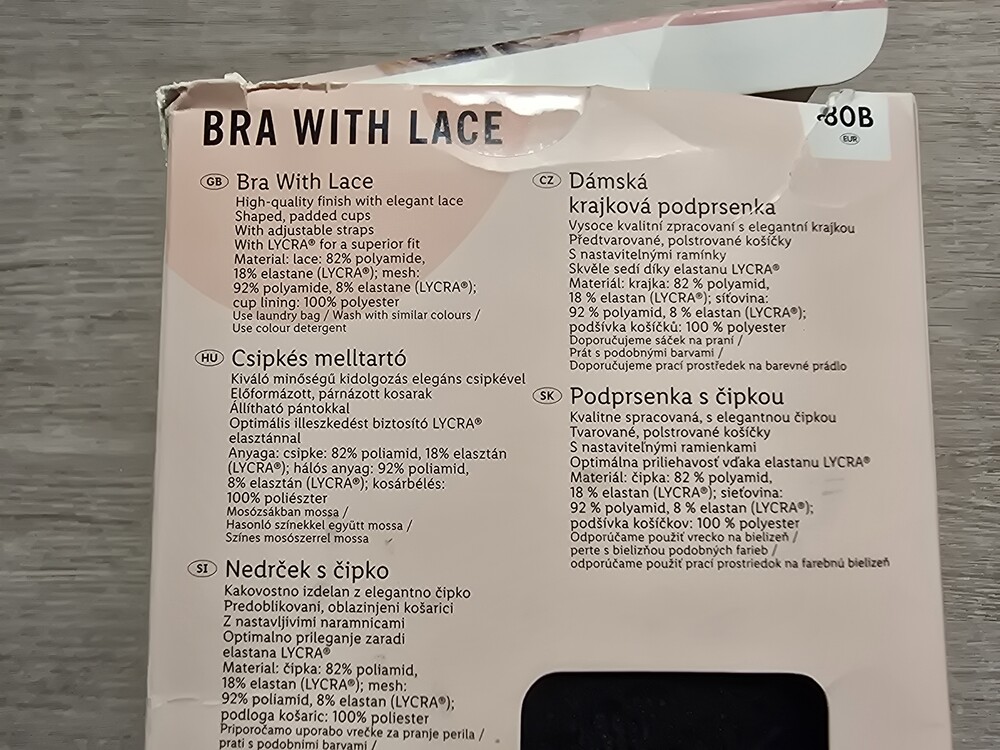 BRA WITH LACE
80B
EUR
GB Bra With Lace
High-quality finish with elegant lace
Shaped, padded cups
With adjustable straps
With LYCRA® for a superior fit
Material: lace: 82% polyamide,
18% elastane (LYCRA®); mesh:
92% polyamide, 8% elastane (LYCRA®);
cup lining: 100% polyester
Use laundry bag / Wash with similar colours /
Use colour detergent
HU Csipkés melltartó
Kiváló minőségű kidolgozás elegáns csipkével
Előformázott, párnázott kosarak
Állítható pántokkal
Optimális illeszkedést biztosító LYCRA®
elasztánnal
Anyaga: csipke: 82% poliamid, 18% elasztán
(LYCRA®); hálós anyag: 92% poliamid,
8% elasztán (LYCRA®); kosárbélés:
100% poliészter
Mosózsákban mossa /
Hasonló színekkel együtt mossa /
Színes mosószerrel mossa
SI Nedrček s čipko
Kakovostno izdelan z elegantno čipko
Predoblikovani, oblazinjeni košarici
Z nastavljivimi naramnicami
Optimalno prileganje zaradi
elastana LYCRA®
Material: čipka: 82% poliamid,
18% elastan (LYCRA®); mesh:
92% poliamid, 8% elastan (LYCRA®);
podloga košaric: 100% poliester
Priporočamo uporabo vrečke za pranje perila /
prati s podobnimi barvami /
CZ Dámská
krajková podprsenka
Vysoce kvalitní zpracovaní s elegantní krajkou
Předtvarované, polstrované košíčky
S nastavitelnými ramínky
Skvěle sedí díky elastanu LYCRA®
Materiál: krajka: 82 % polyamid,
18 % elastan (LYCRA®); síťovina:
92 % polyamid, 8 % elastan (LYCRA®);
podšívka košíčků: 100 % polyester
Doporučujeme sáček na praní /
Prát s podobnými barvami /
Doporučujeme prací prostředek na barevné prádlo
SK Podprsenka s čipkou
Kvalitne spracovaná, s elegantnou čipkou
Tvarované, polstrované košíčky
S nastaviteľnými ramienkami
Optimálna priliehavosť vďaka elastanu LYCRA®
Materiál: čipka: 82 % polyamid,
18 % elastan (LYCRA®); sieťovina:
92 % polyamid, 8 % elastan (LYCRA®);
podšívka košíčkov: 100 % polyester
Odporúčame použiť vrecko na bielizeň /
perte s bielizňou podobných farieb /
odporúčame použiť prací prostriedok na farebnú bielizeň